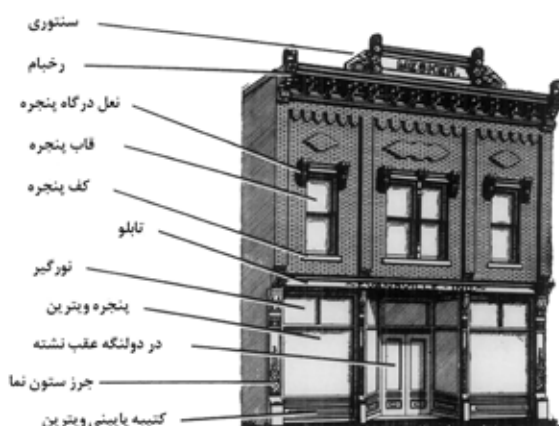 سنتوری
رخبام
نعل درگاه پنجره
قاب پنجره
کف پنجره
تابلو
نورگیر
پنجره ویترین
در دولنگه عقب نشته
جرز ستون نما
کتیبه پایینی ویترین